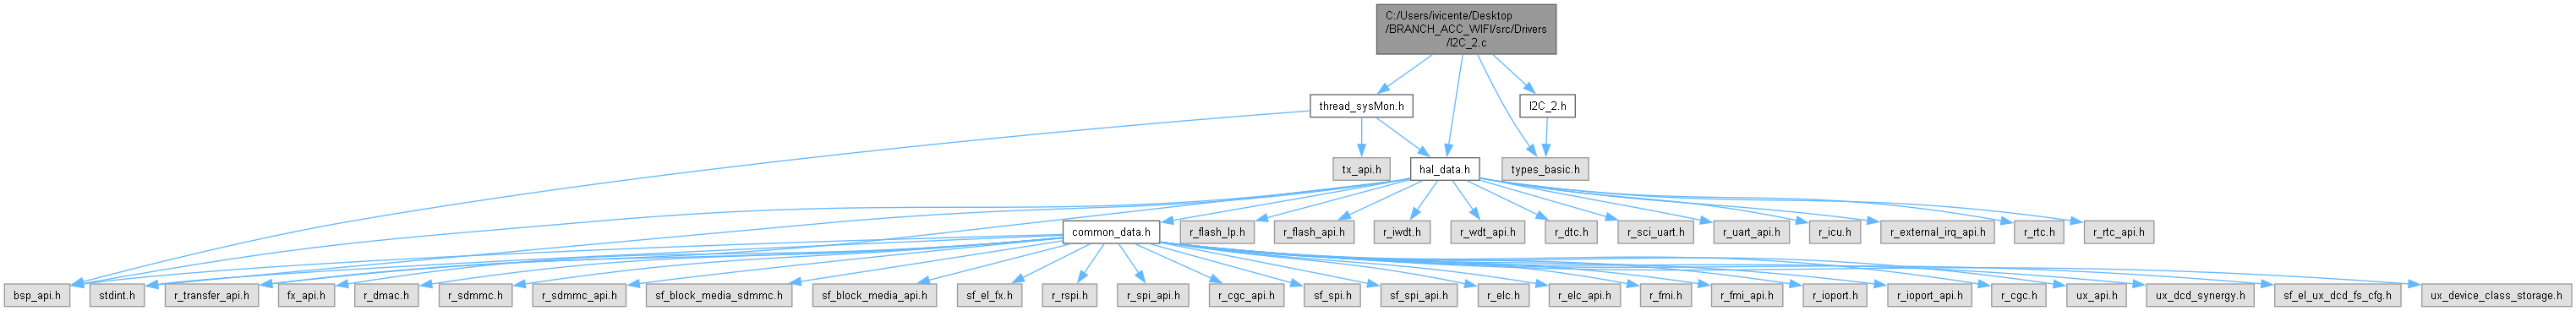 C:/Users/ivicente/Desktop
/BRANCH_ACC_WIFI/src/Drivers
/I2C_2.c
thread_sysMon.h
I2C_2.h
tx_api.h
hal_data.h
types_basic.h
common_data.h
r_flash_lp.h
r_flash_api.h
r_iwdt.h
r_wdt_api.h
r_dtc.h
r_sci_uart.h
r_uart_api.h
r_icu.h
r_external_irq_api.h
r_rtc.h
r_rtc_api.h
bsp_api.h
stdint.h
r_transfer_api.h
fx_api.h
r_dmac.h
r_sdmmc.h
r_sdmmc_api.h
sf_block_media_sdmmc.h
sf_block_media_api.h
sf_el_fx.h
r_rspi.h
r_spi_api.h
r_cgc_api.h
sf_spi.h
sf_spi_api.h
r_elc.h
r_elc_api.h
r_fmi.h
r_fmi_api.h
r_ioport.h
r_ioport_api.h
r_cgc.h
ux_api.h
ux_dcd_synergy.h
sf_el_ux_dcd_fs_cfg.h
ux_device_class_storage.h